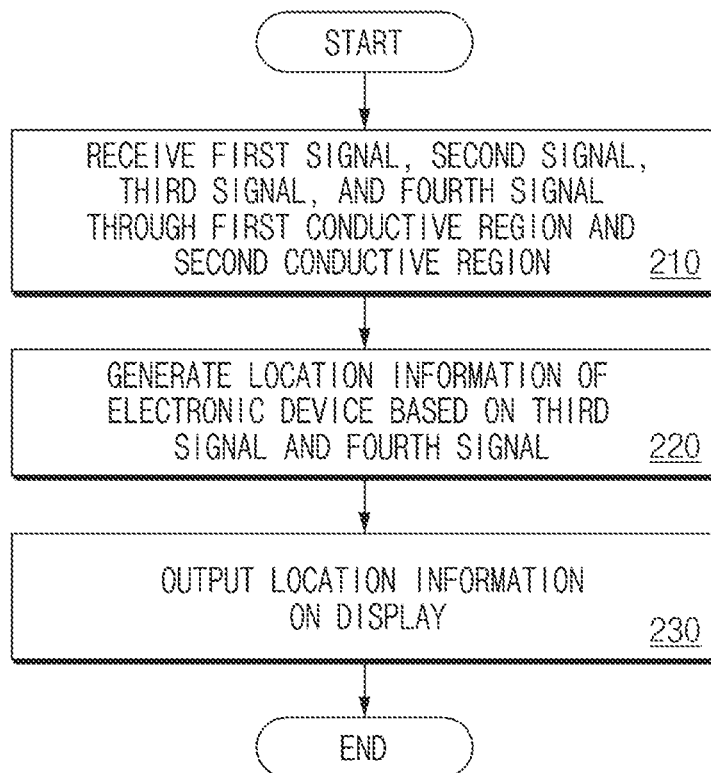 START
RECEIVE FIRST SIGNAL, SECOND SIGNAL,
THIRD SIGNAL, AND FOURTH SIGNAL
THROUGH FIRST CONDUCTIVE REGION AND
SECOND CONDUCTIVE REGION 210
GENERATE LOCATION INFORMATION OF
ELECTRONIC DEVICE BASED ON THIRD
SIGNAL AND FOURTH SIGNAL 220
OUTPUT LOCATION INFORMATION
ON DISPLAY 230
END